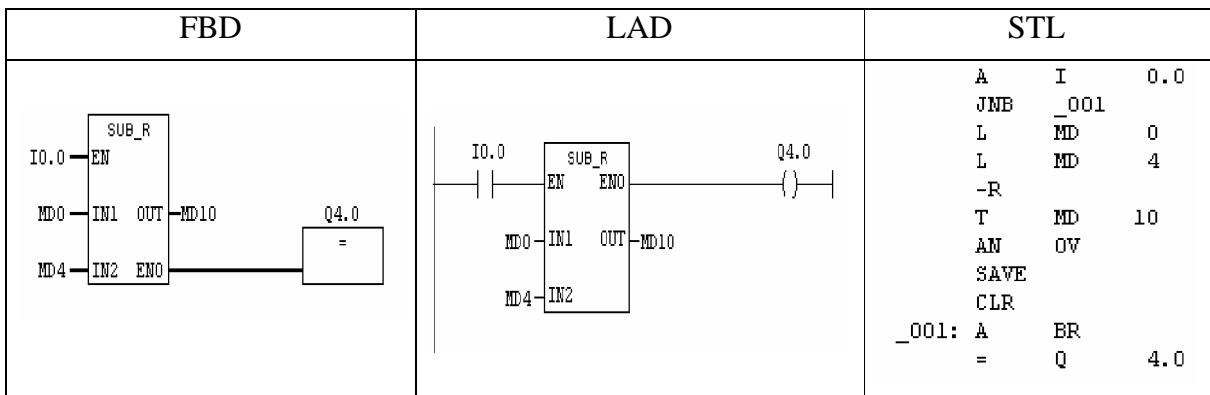 FBD
LAD
STL
SUB_R
I0.0 EN
MD0 IN1 OUT MD10
Q4.0
=
MD4 IN2 ENO
I0.0
SUB_R
Q4.0
EN ENO
( )
MD0 IN1 OUT MD10
MD4 IN2
A I 0.0
JNB _001
L MD 0
L MD 4
-R
T MD 10
AN OV
SAVE
CLR
_001: A BR
= Q 4.0